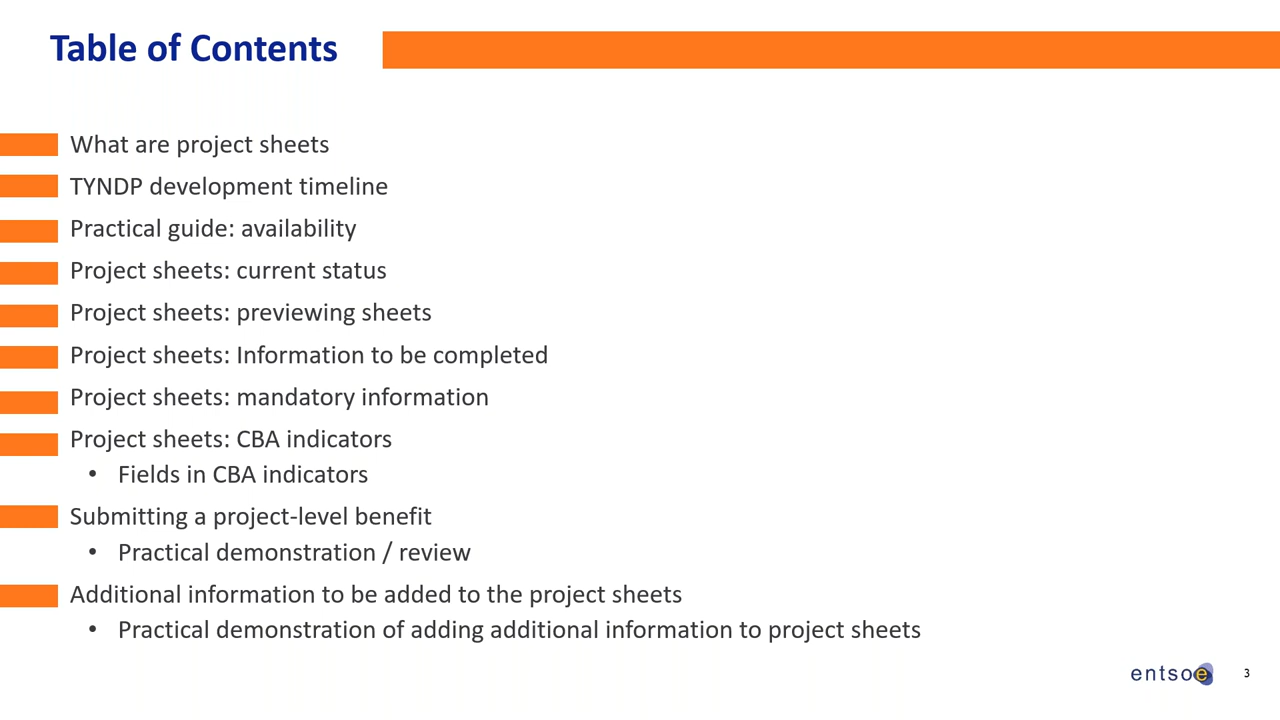 Table of Contents
What are project sheets
TYNDP development timeline
Practical guide: availability
Project sheets: current status
Project sheets: previewing sheets
Project sheets: Information to be completed
Project sheets: mandatory information
Project sheets: CBA indicators
• Fields in CBA indicators
Submitting a project-level benefit
• Practical demonstration / review
Additional information to be added to the project sheets
• Practical demonstration of adding additional information to project sheets
entsoe
3